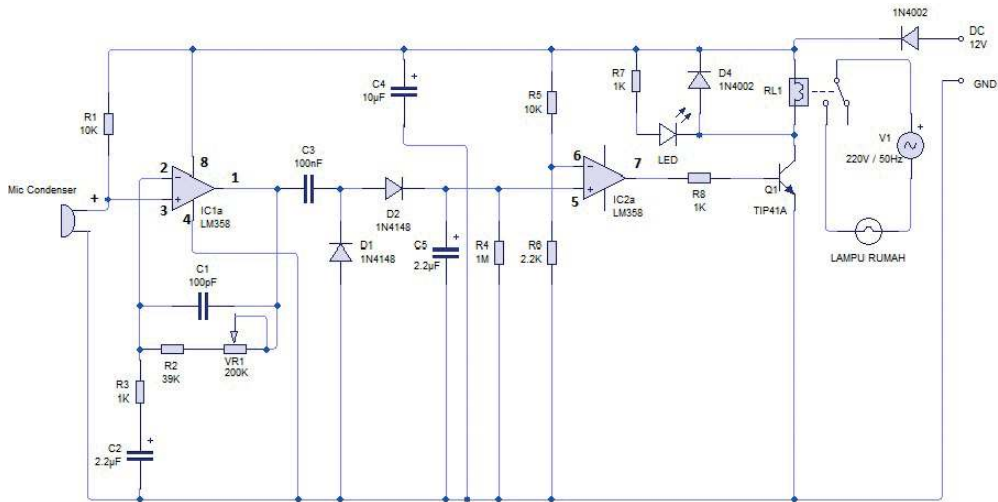 1N4002
DC
12V
GND
C4
10µF
R1
10K
R5
10K
R7
1K
D4
1N4002
RL1
V1
220V / 50Hz
LED
Mic Condenser
+
2
3
8
4
1
IC1a
LM358
C3
100nF
D2
1N4148
D1
1N4148
C5
2.2µF
R4
1M
R6
2.2K
6
5
7
IC2a
LM358
R8
1K
Q1
TIP41A
LAMPU RUMAH
C1
100pF
R2
39K
VR1
200K
R3
1K
C2
2.2µF